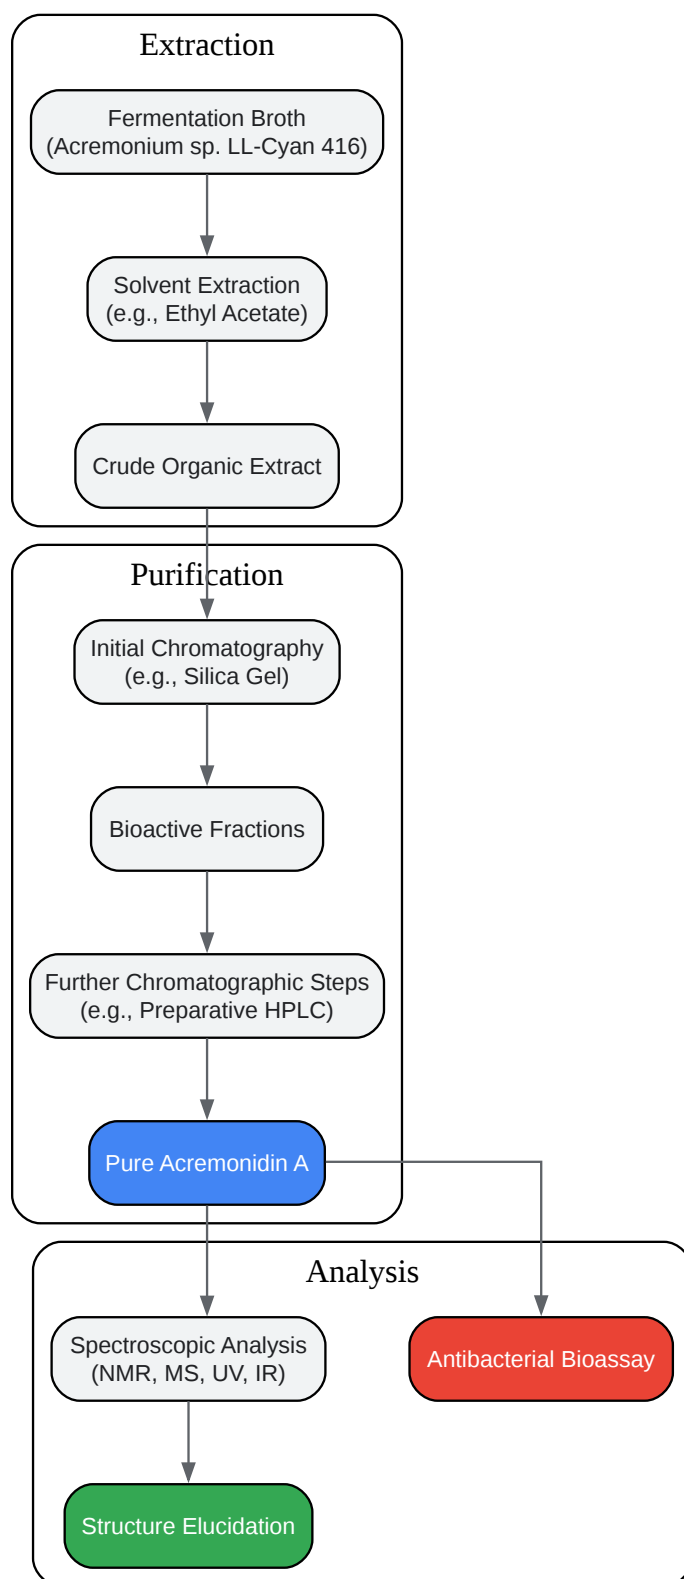 Extraction
Fermentation Broth
(Acremonium sp. LL-Cyan 416)
Solvent Extraction
(e.g., Ethyl Acetate)
Crude Organic Extract
Purification
Initial Chromatography
(e.g., Silica Gel)
Bioactive Fractions
Further Chromatographic Steps
(e.g., Preparative HPLC)
Pure Acremonidin A
Analysis
Spectroscopic Analysis
(NMR, MS, UV, IR)
Antibacterial Bioassay
Structure Elucidation